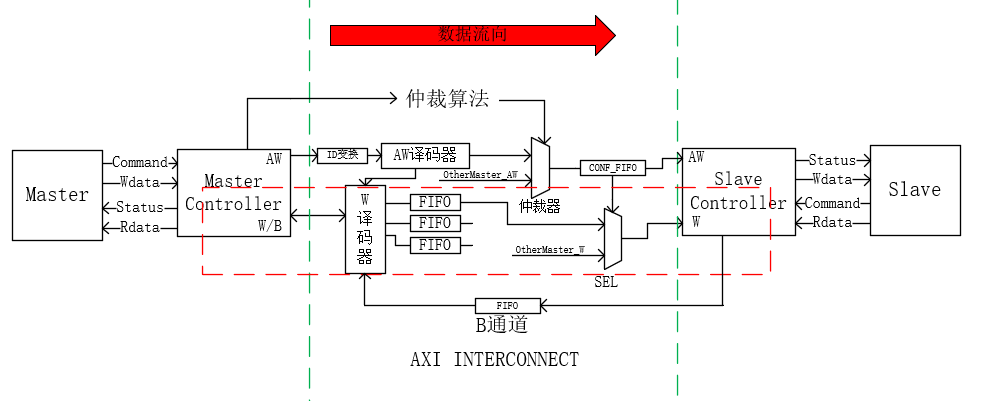 数据流向
仲裁算法
Master
Command
Wdata
Status
Rdata
AW
Master
Controller
W/B
ID变换
AW译码器
OtherMaster_AW
仲裁器
CONF_FIFO
W
译
码
器
FIFO
FIFO
FIFO
OtherMaster_W
SEL
AW
Slave
Controller
W
Status
Wdata
Command
Rdata
Slave
FIFO
B通道
AXI INTERCONNECT